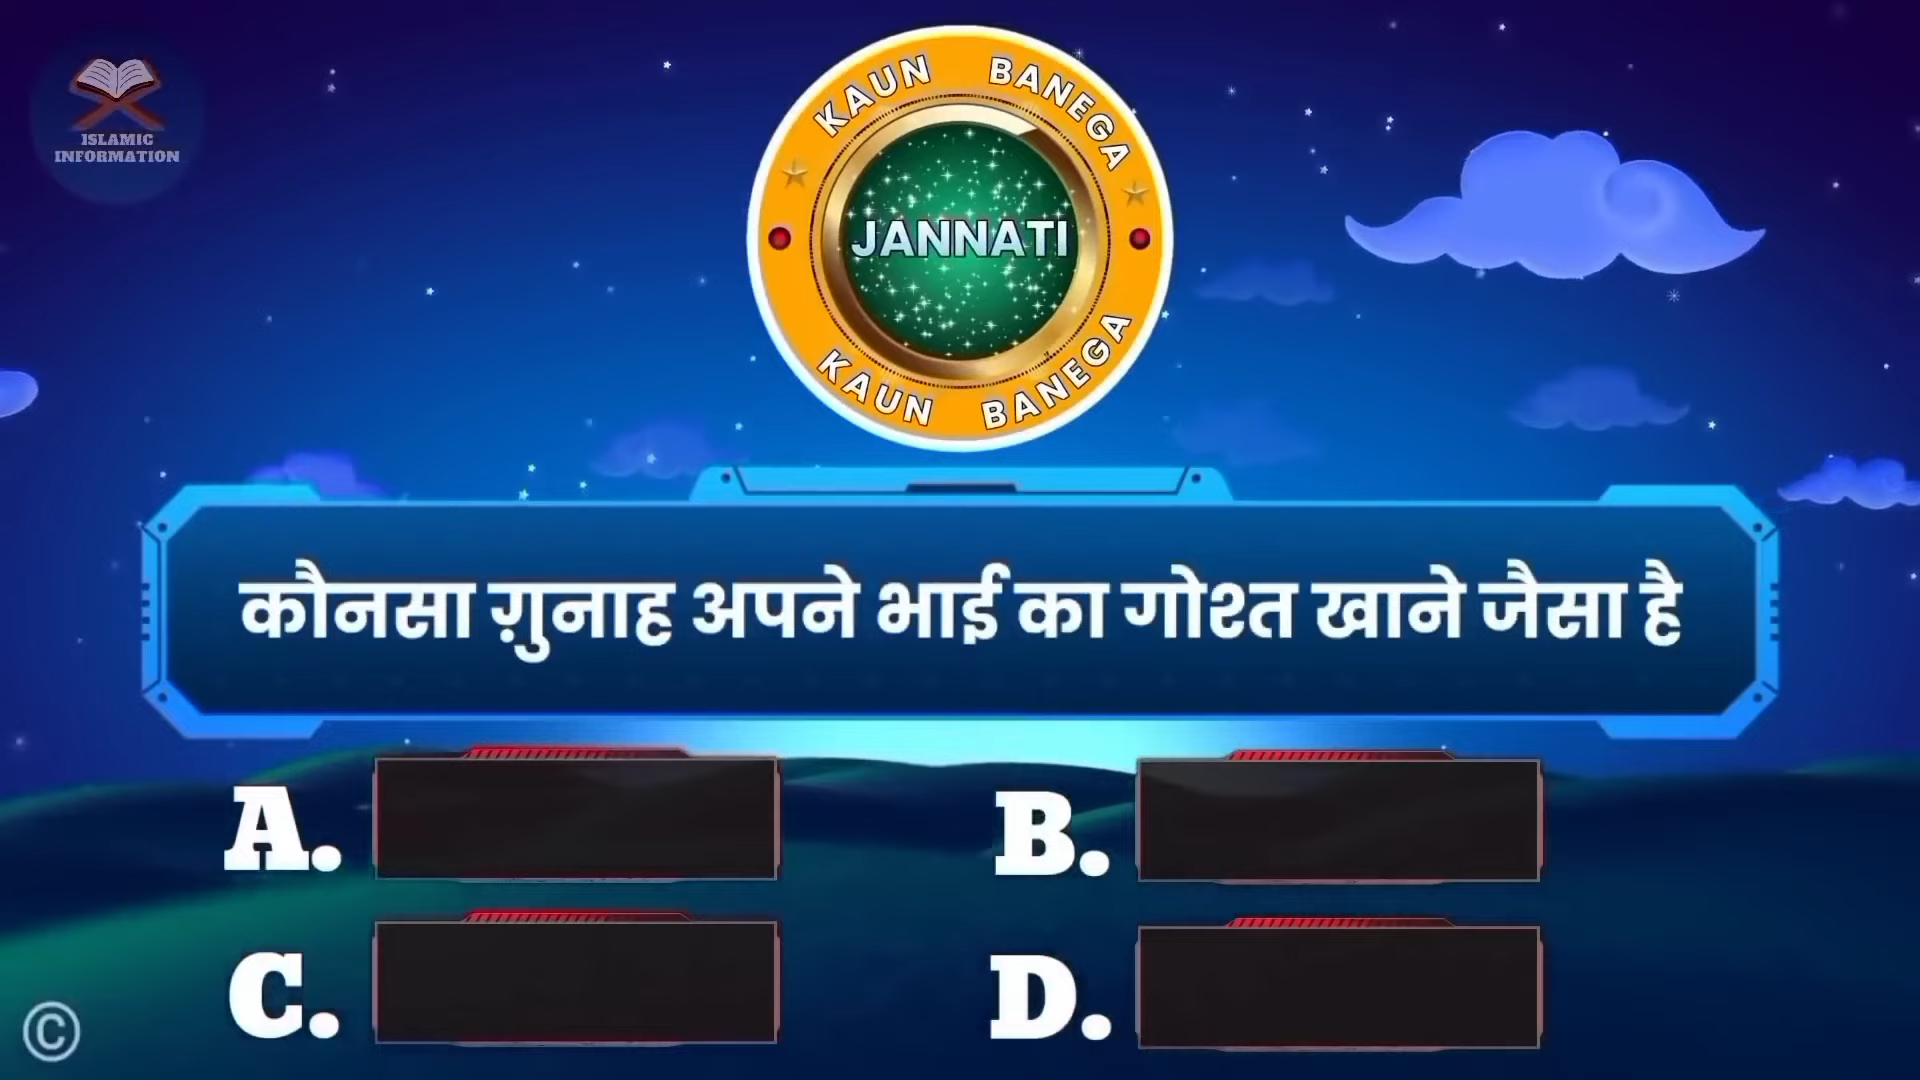 ISLAMIC
INFORMATION
KAUN BANEGA
JANNATI
KAUN BANEGA
कौनसा ग़ुनाह अपने भाई का गोश्त खाने जैसा है
A.
B.
C.
D.
©